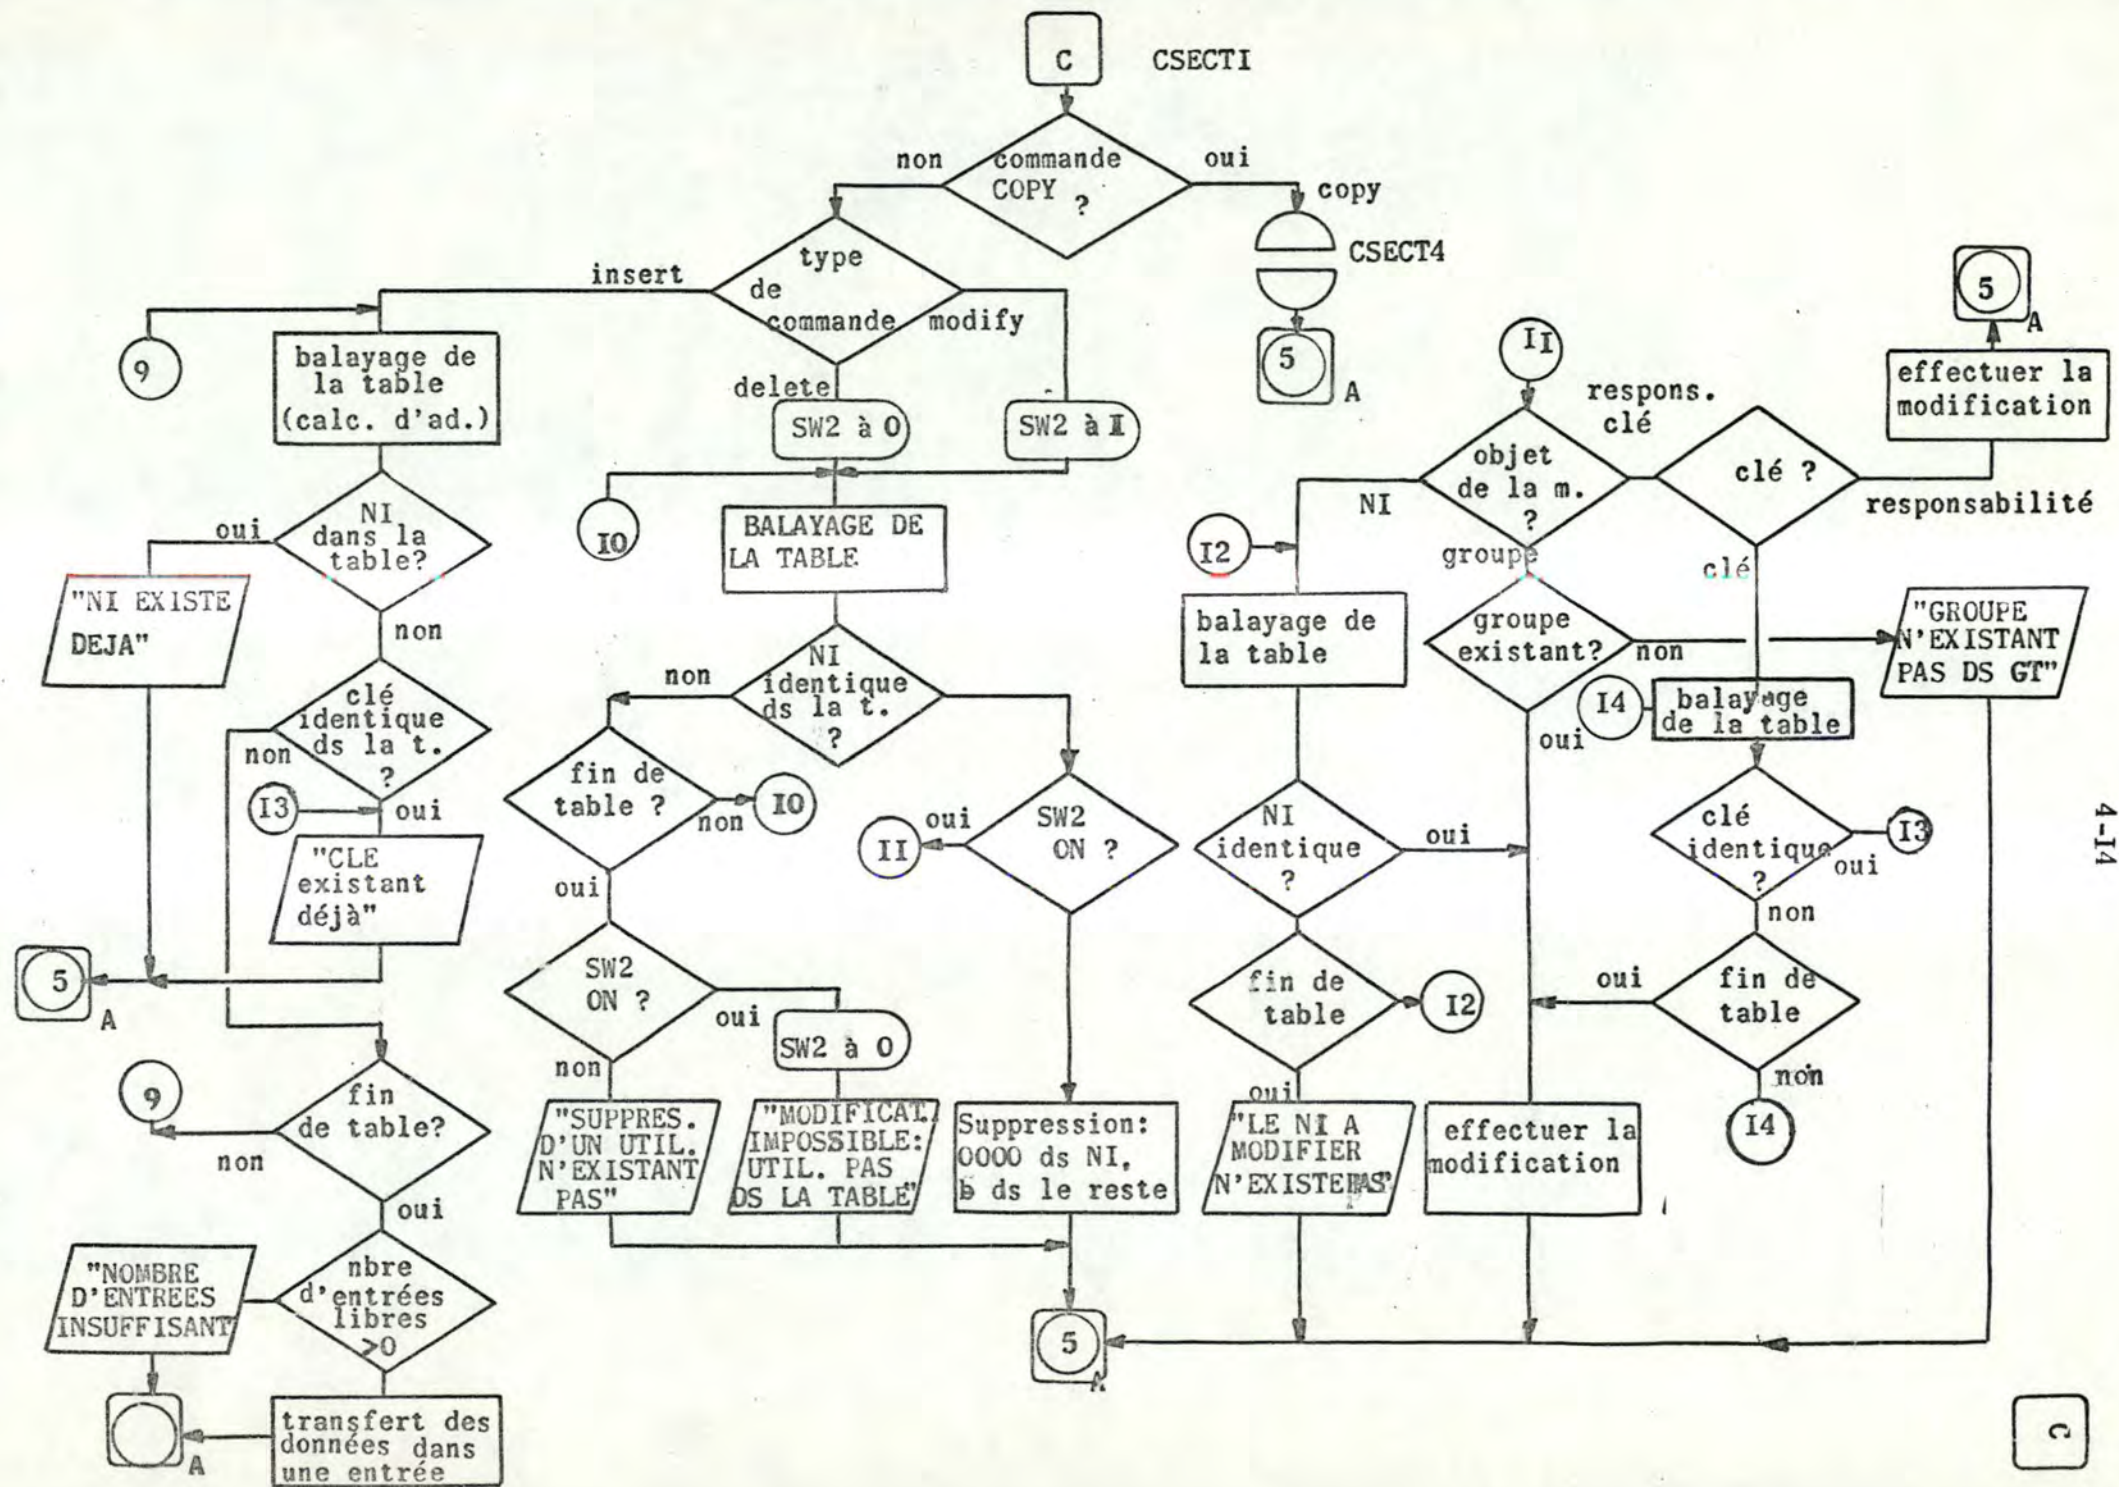 C
CSECTI
commande
COPY
?
non
oui
copy
CSECT4
5
A
type
de
commande
insert
modify
delete
SW2 à O
SW2 à I
9
balayage de
la table
(calc. d'ad.)
NI
dans la
table?
oui
non
"NI EXISTE
DEJA"
clé
identique
ds la t.
?
non
oui
I3
"CLE
existant
déjà"
5
A
fin
de table?
9
non
oui
nbre
d'entrées
libres
>0
"NOMBRE
D'ENTREES
INSUFFISANT
A
transfert des
données dans
une entrée
IO
BALAYAGE DE
LA TABLE
NI
identique
ds la t.
?
non
fin de
table ?
non
IO
oui
SW2
ON ?
oui
II
SW2
ON ?
oui
non
SW2 à O
"SUPPRES.
D'UN UTIL.
N'EXISTANT
PAS"
"MODIFICAT.
IMPOSSIBLE:
UTIL. PAS
DS LA TABLE"
Suppression:
OOOO ds NI,
b ds le reste
5
A
II
objet
de la m.
?
respons.
clé
NI
groupe
clé ?
responsabilité
clé
effectuer la
modification
5
A
I2
balayage de
la table
groupe
existant?
non
oui
"GROUPE
N'EXISTANT
PAS DS GT"
I4
balayage
de la table
NI
identique
?
oui
clé
identique
?
oui
I3
non
fin de
table
I2
oui
fin de
table
oui
non
I4
"LE NI A
MODIFIER
N'EXISTE PAS"
effectuer la
modification
4-I4
C